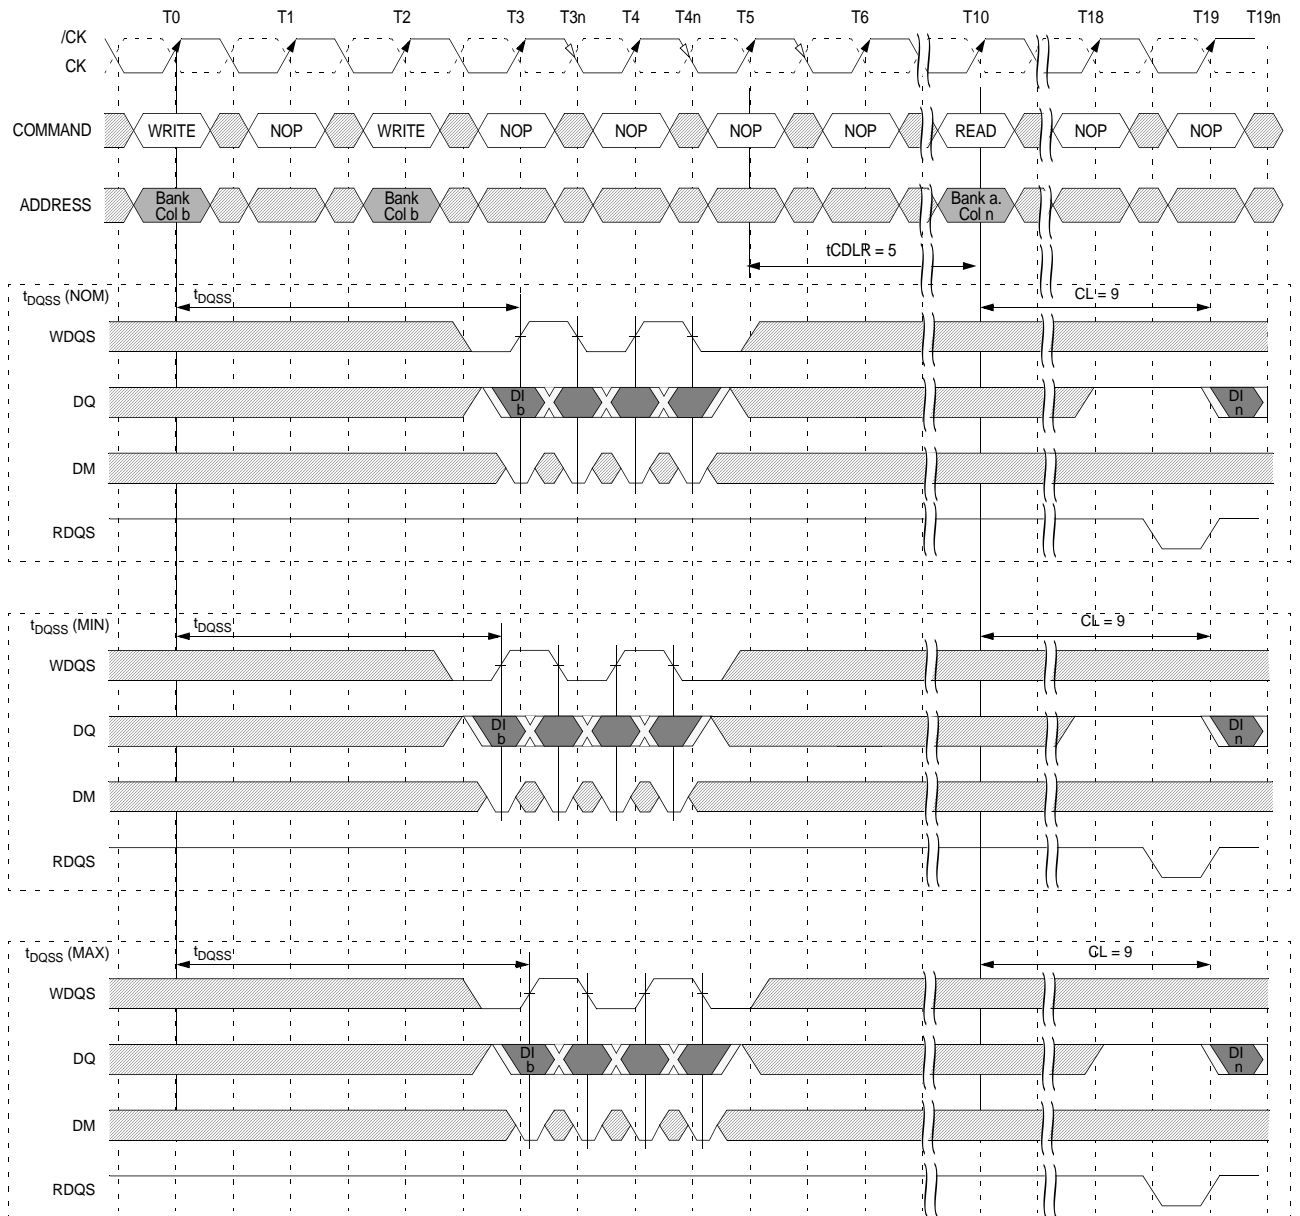 T0 T1 T2 T3 T3n T4 T4n T5 T6 T10 T18 T19 T19n
/CK
CK
COMMAND WRITE NOP WRITE NOP NOP NOP NOP READ NOP NOP
ADDRESS Bank Col b Bank Col b Bank a. Col n
tCDLR = 5
tDQSS (NOM) tDQSS CL = 9
WDQS
DQ DI b DI n
DM
RDQS
tDQSS (MIN) tDQSS CL = 9
WDQS
DQ DI b DI n
DM
RDQS
tDQSS (MAX) tDQSS CL = 9
WDQS
DQ DI b DI n
DM
RDQS